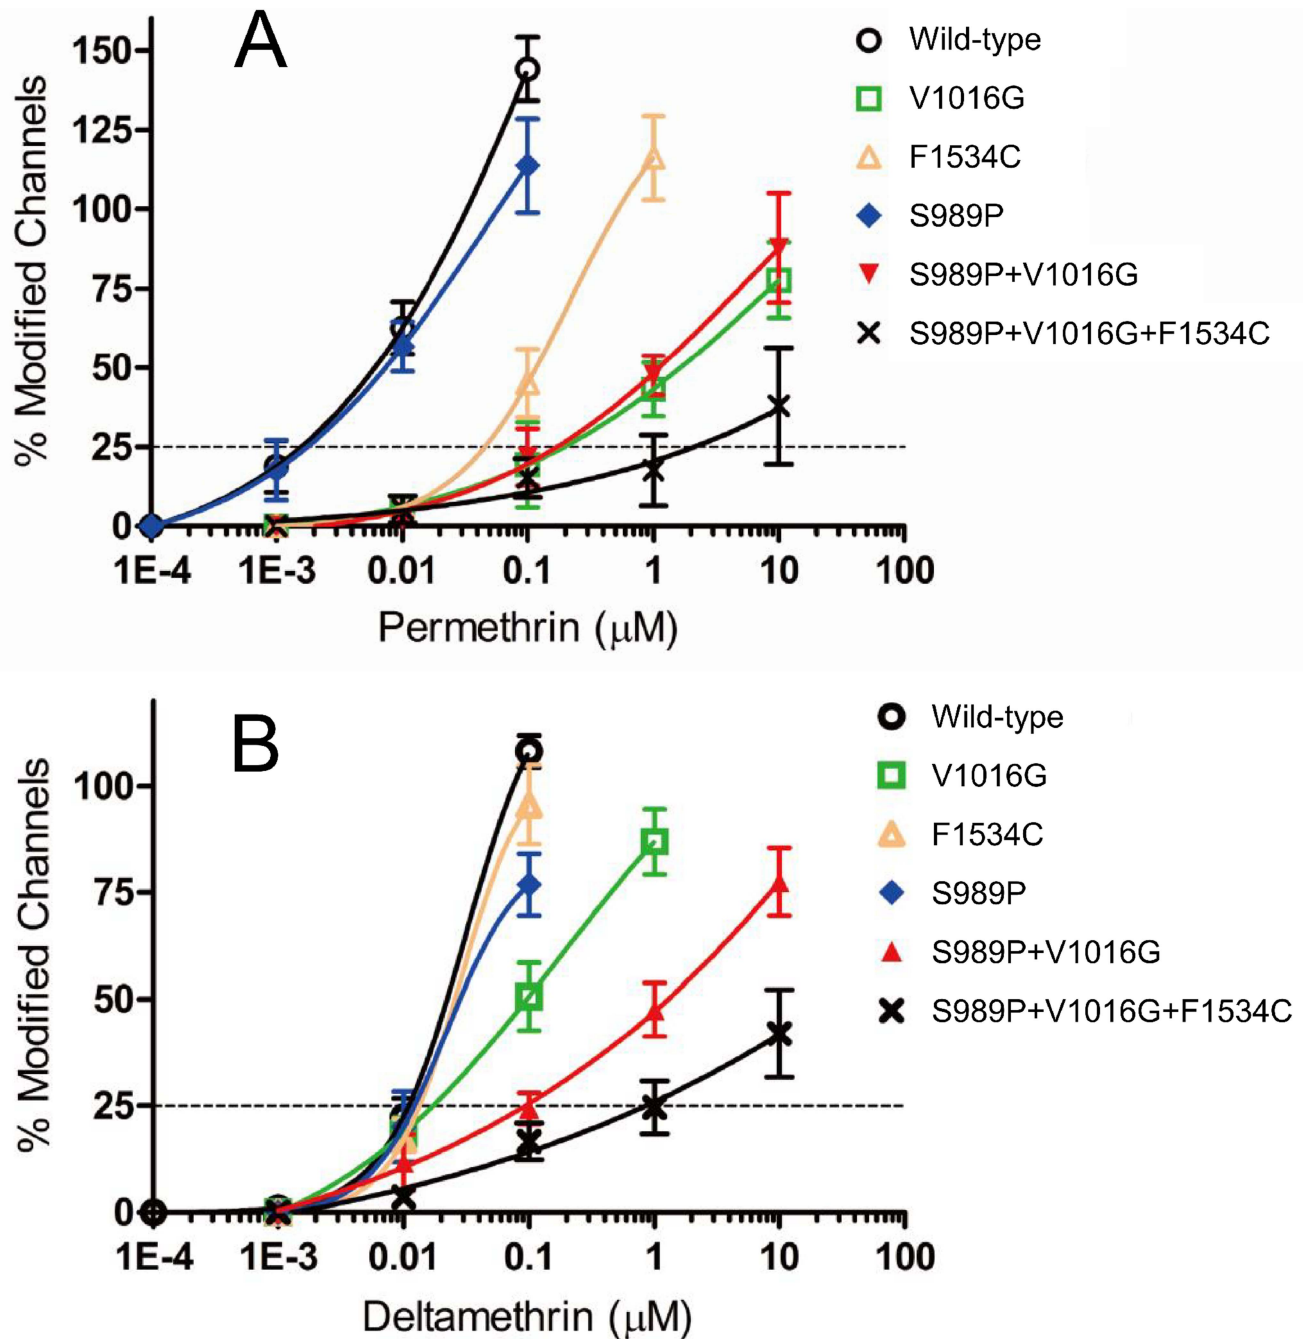 A
% Modified Channels
150
125
100
75
50
25
0
1E-4 1E-3 0.01 0.1 1 10 100
Permethrin (μM)
Wild-type
V1016G
F1534C
S989P
S989P+V1016G
S989P+V1016G+F1534C
B
% Modified Channels
100
75
50
25
0
1E-4 1E-3 0.01 0.1 1 10 100
Deltamethrin (μM)
Wild-type
V1016G
F1534C
S989P
S989P+V1016G
S989P+V1016G+F1534C